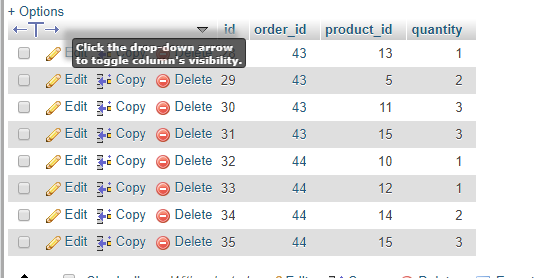 + Options
id order_id product_id quantity
Click the drop-down arrow
to toggle column's visibility.
43 13 1
Edit Copy Delete 29 43 5 2
Edit Copy Delete 30 43 11 3
Edit Copy Delete 31 43 15 3
Edit Copy Delete 32 44 10 1
Edit Copy Delete 33 44 12 1
Edit Copy Delete 34 44 14 2
Edit Copy Delete 35 44 15 3